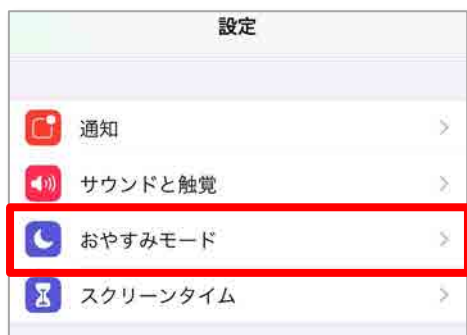 設定
通知
サウンドと触覚
おやすみモード
スクリーンタイム